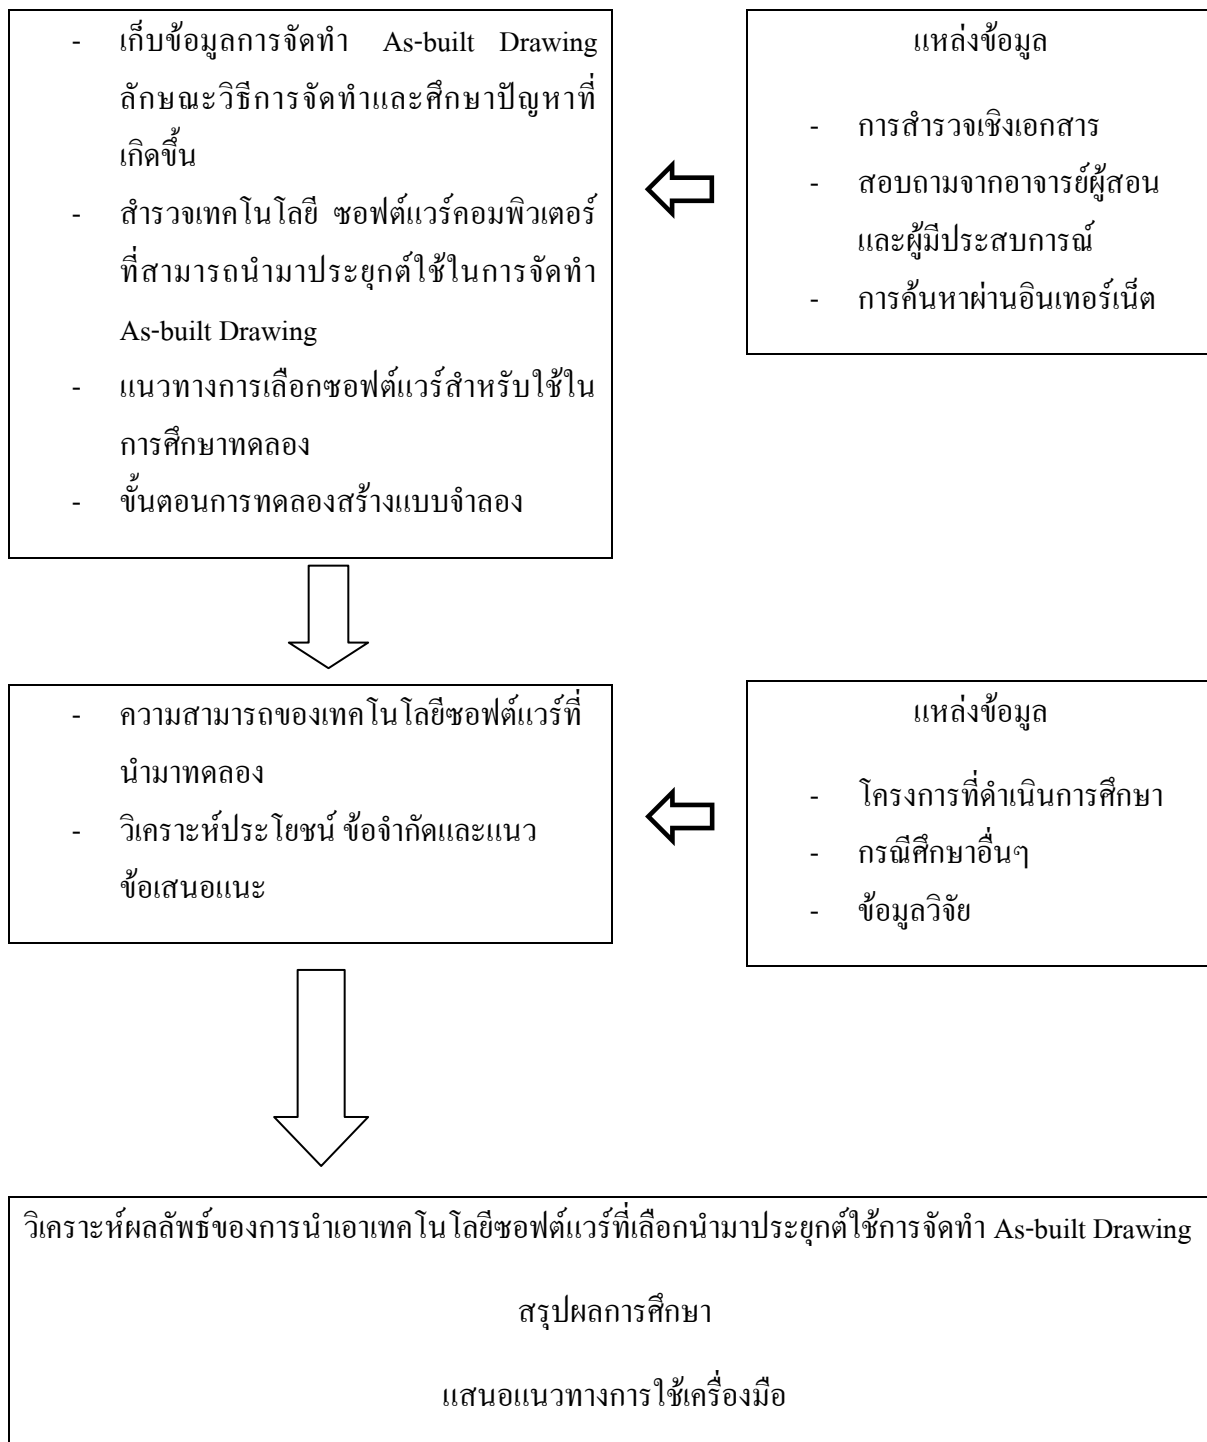 - เก็บข้อมูลการจัดทำ As-built Drawing
ลักษณะวิธีการจัดทำและศึกษาปัญหาที่
เกิดขึ้น
- สำรวจเทคโนโลยี ซอฟต์แวร์คอมพิวเตอร์
ที่สามารถนำมาประยุกต์ใช้ในการจัดทำ
As-built Drawing
- แนวทางการเลือกซอฟต์แวร์สำหรับใช้ใน
การศึกษาทดลอง
- ขั้นตอนการทดลองสร้างแบบจำลอง
แหล่งข้อมูล
- การสำรวจเชิงเอกสาร
- สอบถามจากอาจารย์ผู้สอน
และผู้มีประสบการณ์
- การค้นหาผ่านอินเทอร์เน็ต
- ความสามารถของเทคโนโลยีซอฟต์แวร์ที่
นำมาทดลอง
- วิเคราะห์ประโยชน์ ข้อจำกัดและแนว
ข้อเสนอแนะ
แหล่งข้อมูล
- โครงการที่ดำเนินการศึกษา
- กรณีศึกษาอื่นๆ
- ข้อมูลวิจัย
วิเคราะห์ผลลัพธ์ของการนำเอาเทคโนโลยีซอฟต์แวร์ที่เลือกนำมาประยุกต์ใช้การจัดทำ As-built Drawing
สรุปผลการศึกษา
แสนอแนวทางการใช้เครื่องมือ